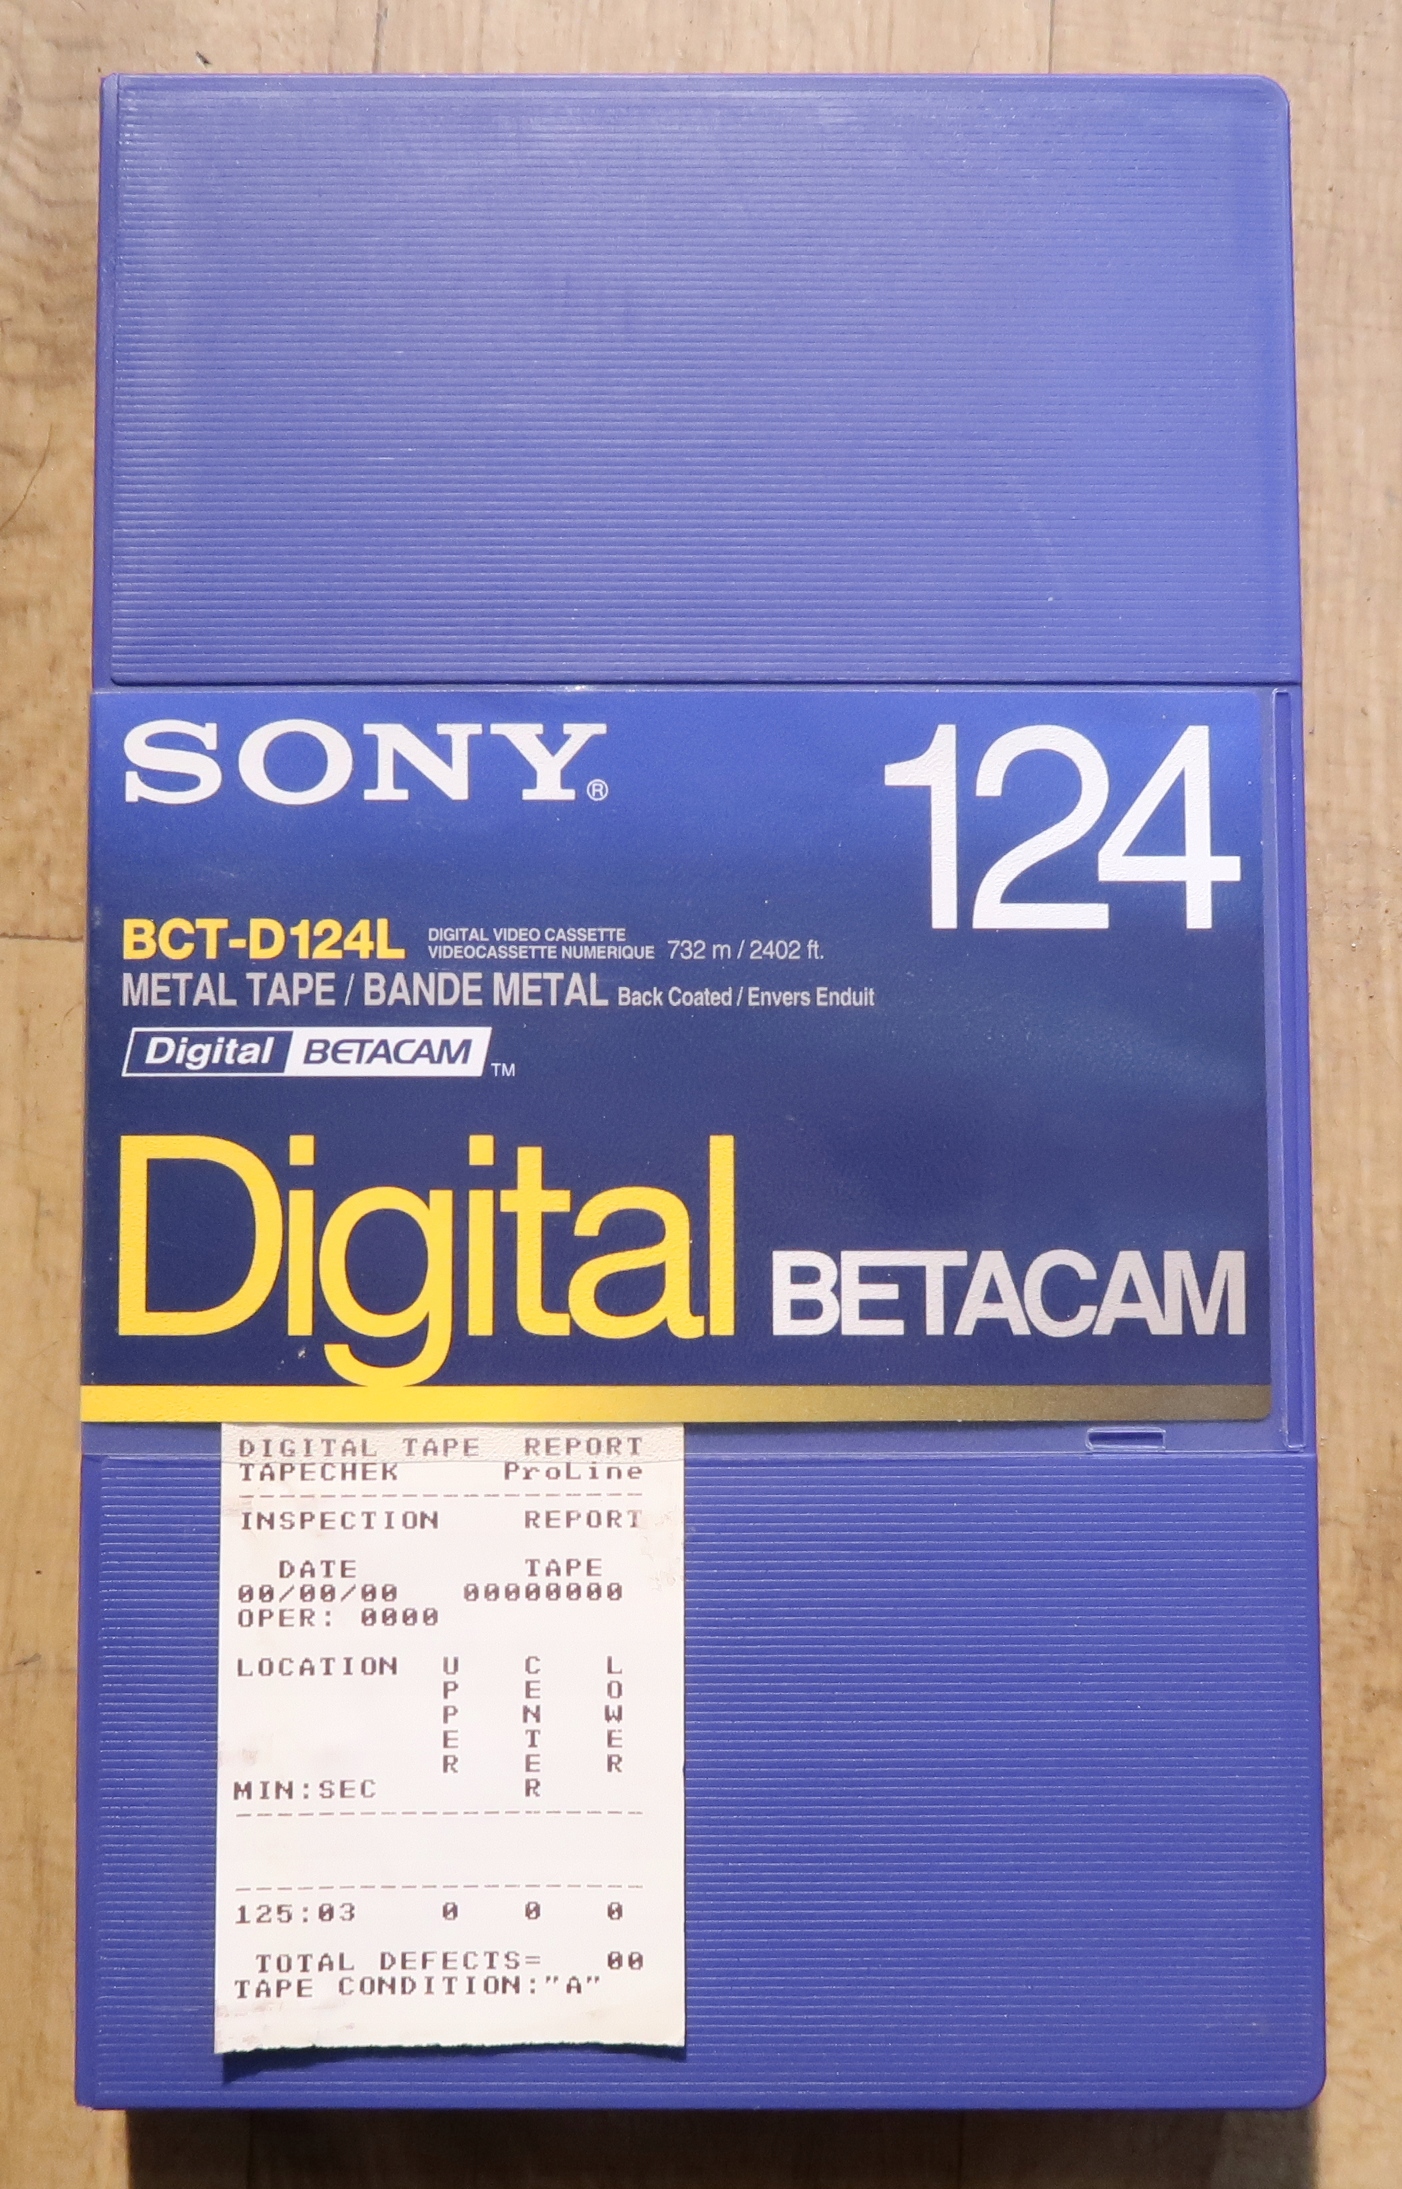 SONY®
124
BCT-D124L DIGITAL VIDEO CASSETTE
VIDEOCASSETTE NUMERIQUE 732 m / 2402 ft.
METAL TAPE / BANDE METAL Back Coated / Envers Enduit
Digital BETACAM ™
Digital BETACAM
DIGITAL TAPE REPORT
TAPECHEK ProLine
--------------------
INSPECTION REPORT
DATE TAPE
00/00/00 00000000
OPER: 0000
LOCATION U C L
P E O
P N W
E T E
R E R
MIN:SEC R
--------------------
--------------------
125:03 0 0 0
TOTAL DEFECTS= 00
TAPE CONDITION:"A"